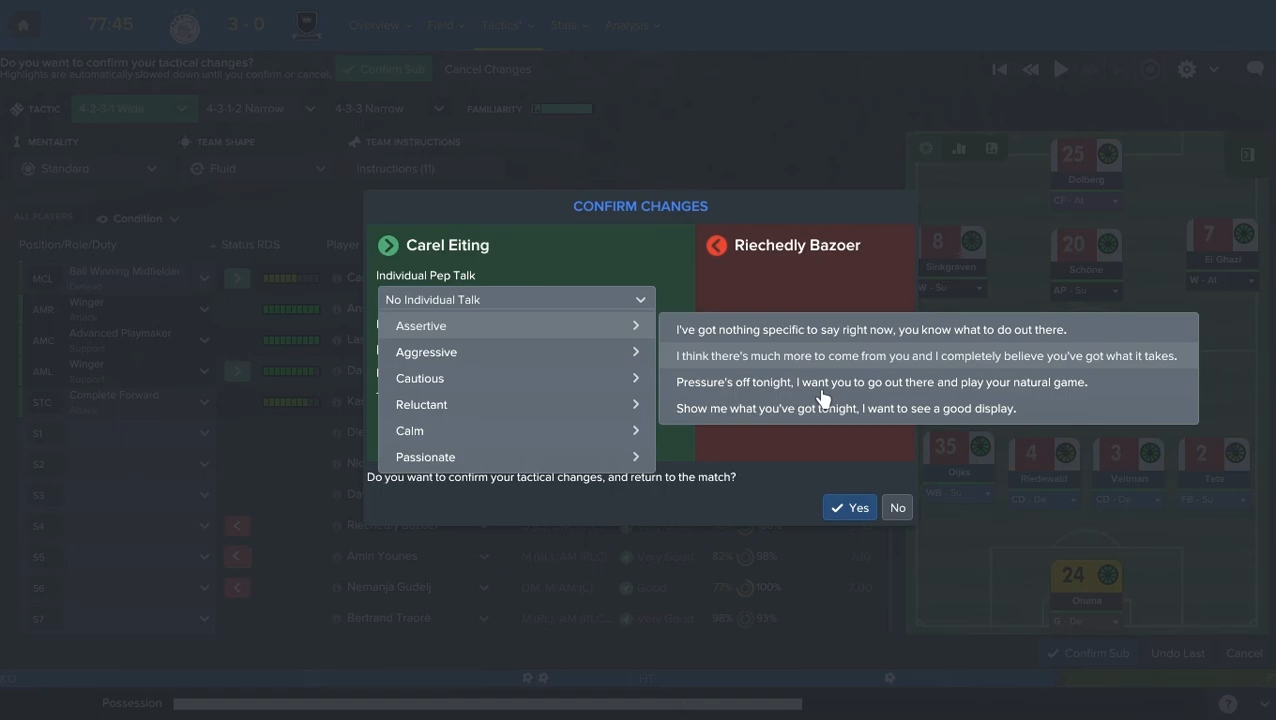 77:45
3 - 0
Overview
Field
Tactics
Stats
Analysis
Do you want to confirm your tactical changes?
Highlights are automatically slowed down until you confirm or cancel.
Confirm Sub
Cancel Changes
TACTIC
4-2-3-1 Wide
4-3-1-2 Narrow
4-3-3 Narrow
FAMILIARITY
MENTALITY
TEAM SHAPE
TEAM INSTRUCTIONS
Standard
Fluid
Instructions (11)
ALL PLAYERS
Condition
Position/Role/Duty
Status RDS
Player
MCL
Ball Winning Midfielder
Defend
AMR
Winger
Attack
AMC
Advanced Playmaker
Support
AML
Winger
Support
STC
Complete Forward
Attack
S1
S2
S3
S4
S5
S6
S7
CONFIRM CHANGES
Carel Eiting
Riechedly Bazoer
Individual Pep Talk
No Individual Talk
Assertive
Aggressive
Cautious
Reluctant
Calm
Passionate
I've got nothing specific to say right now, you know what to do out there.
I think there's much more to come from you and I completely believe you've got what it takes.
Pressure's off tonight, I want you to go out there and play your natural game.
Show me what you've got tonight, I want to see a good display.
Do you want to confirm your tactical changes, and return to the match?
Yes
No
Riechedly Bazoer
Amin Younes
Very Good
82%
98%
7.10
Nemanja Gudelj
DM, M/AM (C)
Good
77%
100%
7.00
Bertrand Traoré
Very Good
98%
93%
25
Dolberg
CF - At
8
Sinkgraven
W - Su
20
Schöne
AP - Su
7
El Ghazi
W - At
35
Dijks
WB - Su
4
Riedewald
CD - De
3
Veltman
CD - De
2
Tete
FB - Su
24
Onana
G - De
Confirm Sub
Undo Last
Cancel
KO
HT
Possession